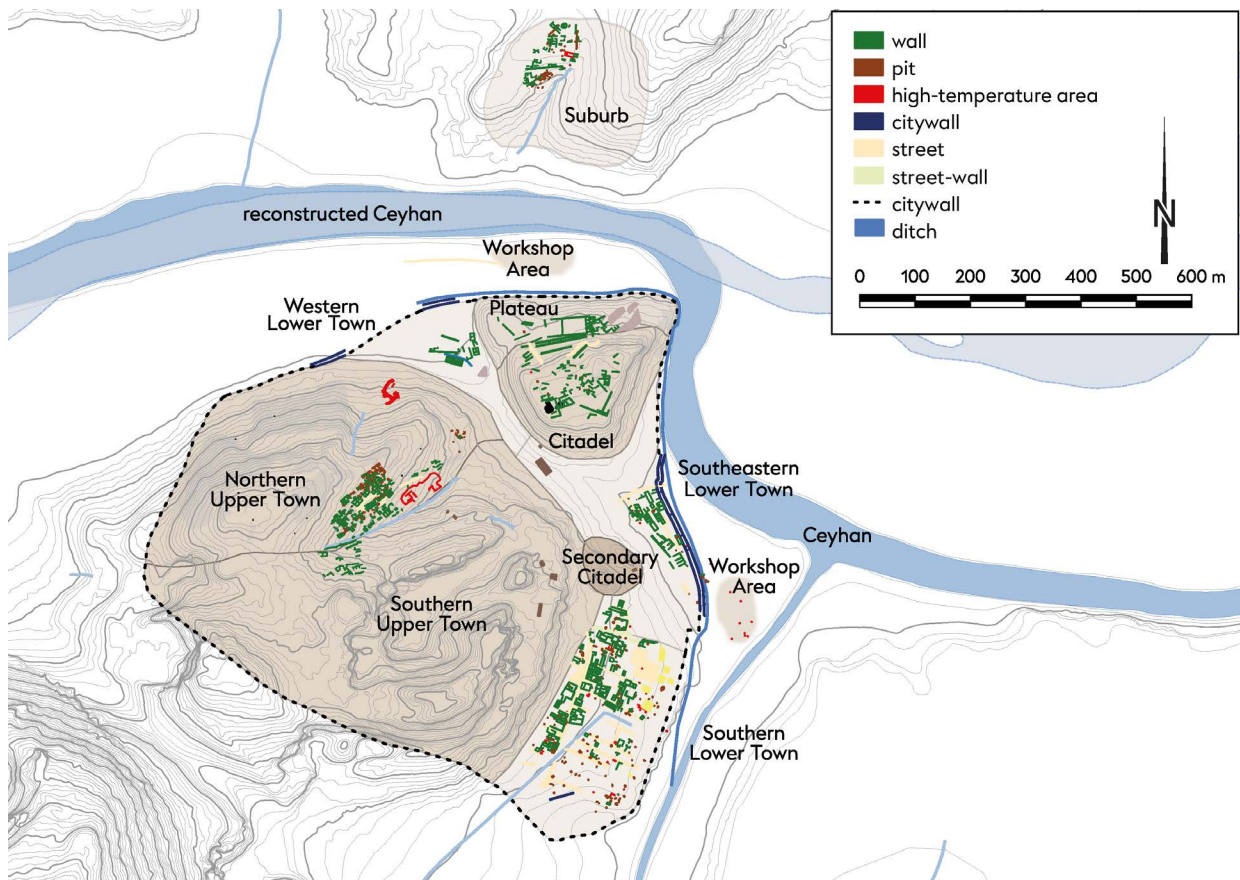 wall
pit
high-temperature area
citywall
street
street-wall
citywall
ditch
N
0 100 200 300 400 500 600 m
Suburb
reconstructed Ceyhan
Workshop
Area
Western
Lower Town
Plateau
Citadel
Northern
Upper Town
Southeastern
Lower Town
Ceyhan
Secondary
Citadel
Workshop
Area
Southern
Upper Town
Southern
Lower Town